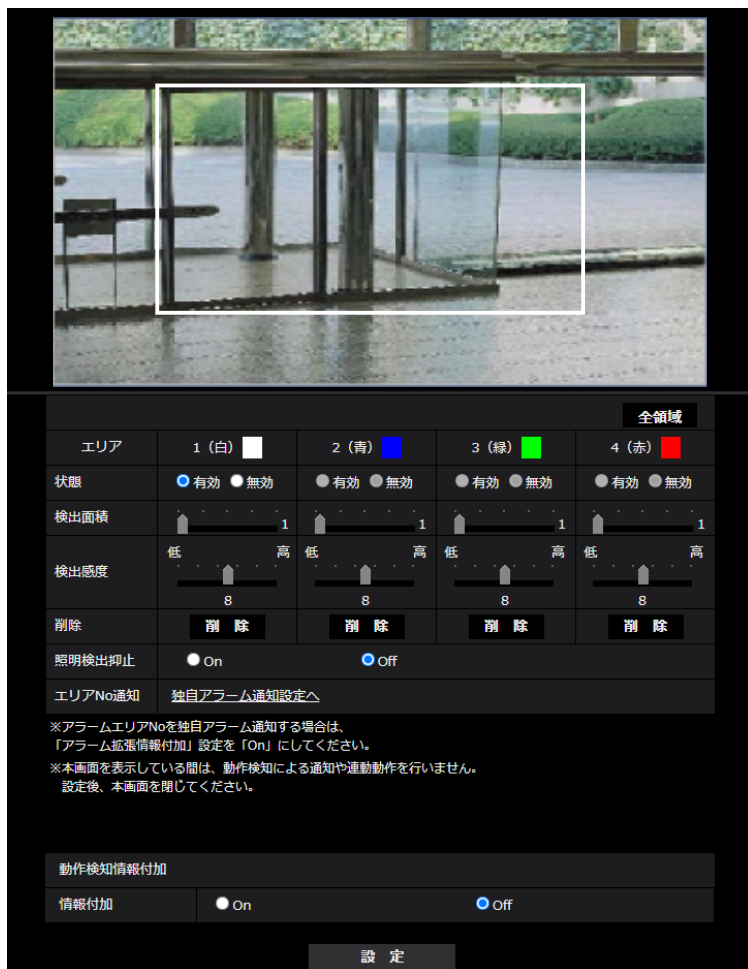 全領域
エリア 1（白） 2（青） 3（緑） 4（赤）
状態 有効 無効 有効 無効 有効 無効 有効 無効
検出面積 1 1 1 1
低 高 低 高 低 高 低 高
検出感度
8 8 8 8
削除 削 除 削 除 削 除 削 除
照明検出抑止 On Off
エリアNo通知 独自アラーム通知設定へ
※アラームエリアNoを独自アラーム通知する場合は、
「アラーム拡張情報付加」設定を「On」にしてください。
※本画面を表示している間は、動作検知による通知や連動動作を行いません。
設定後、本画面を閉じてください。
動作検知情報付加
情報付加 On Off
設 定